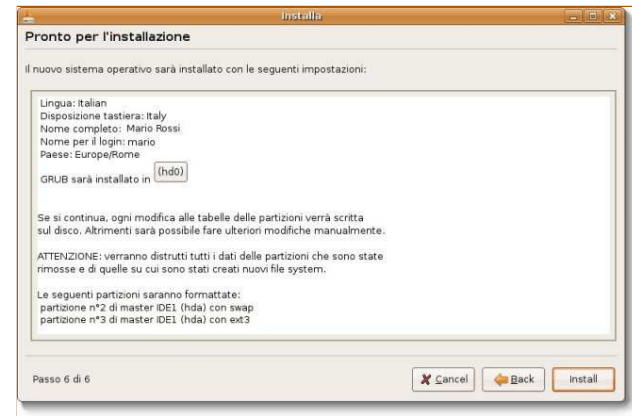 Installa
Pronto per l'installazione
Il nuovo sistema operativo sarà installato con le seguenti impostazioni:
Lingua: Italian
Disposizione tastiera: Italy
Nome completo: Mario Rossi
Nome per il login: mario
Paese: Europe/Rome
GRUB sarà installato in (hd0)
Se si continua, ogni modifica alle tabelle delle partizioni verrà scritta
sul disco. Altrimenti sarà possibile fare ulteriori modifiche manualmente.
ATTENZIONE: verranno distrutti tutti i dati delle partizioni che sono state
rimosse e di quelle su cui sono stati creati nuovi file system.
Le seguenti partizioni saranno formattate:
partizione n°2 di master IDE1 (hda) con swap
partizione n°3 di master IDE1 (hda) con ext3
Passo 6 di 6
Cancel Back Install